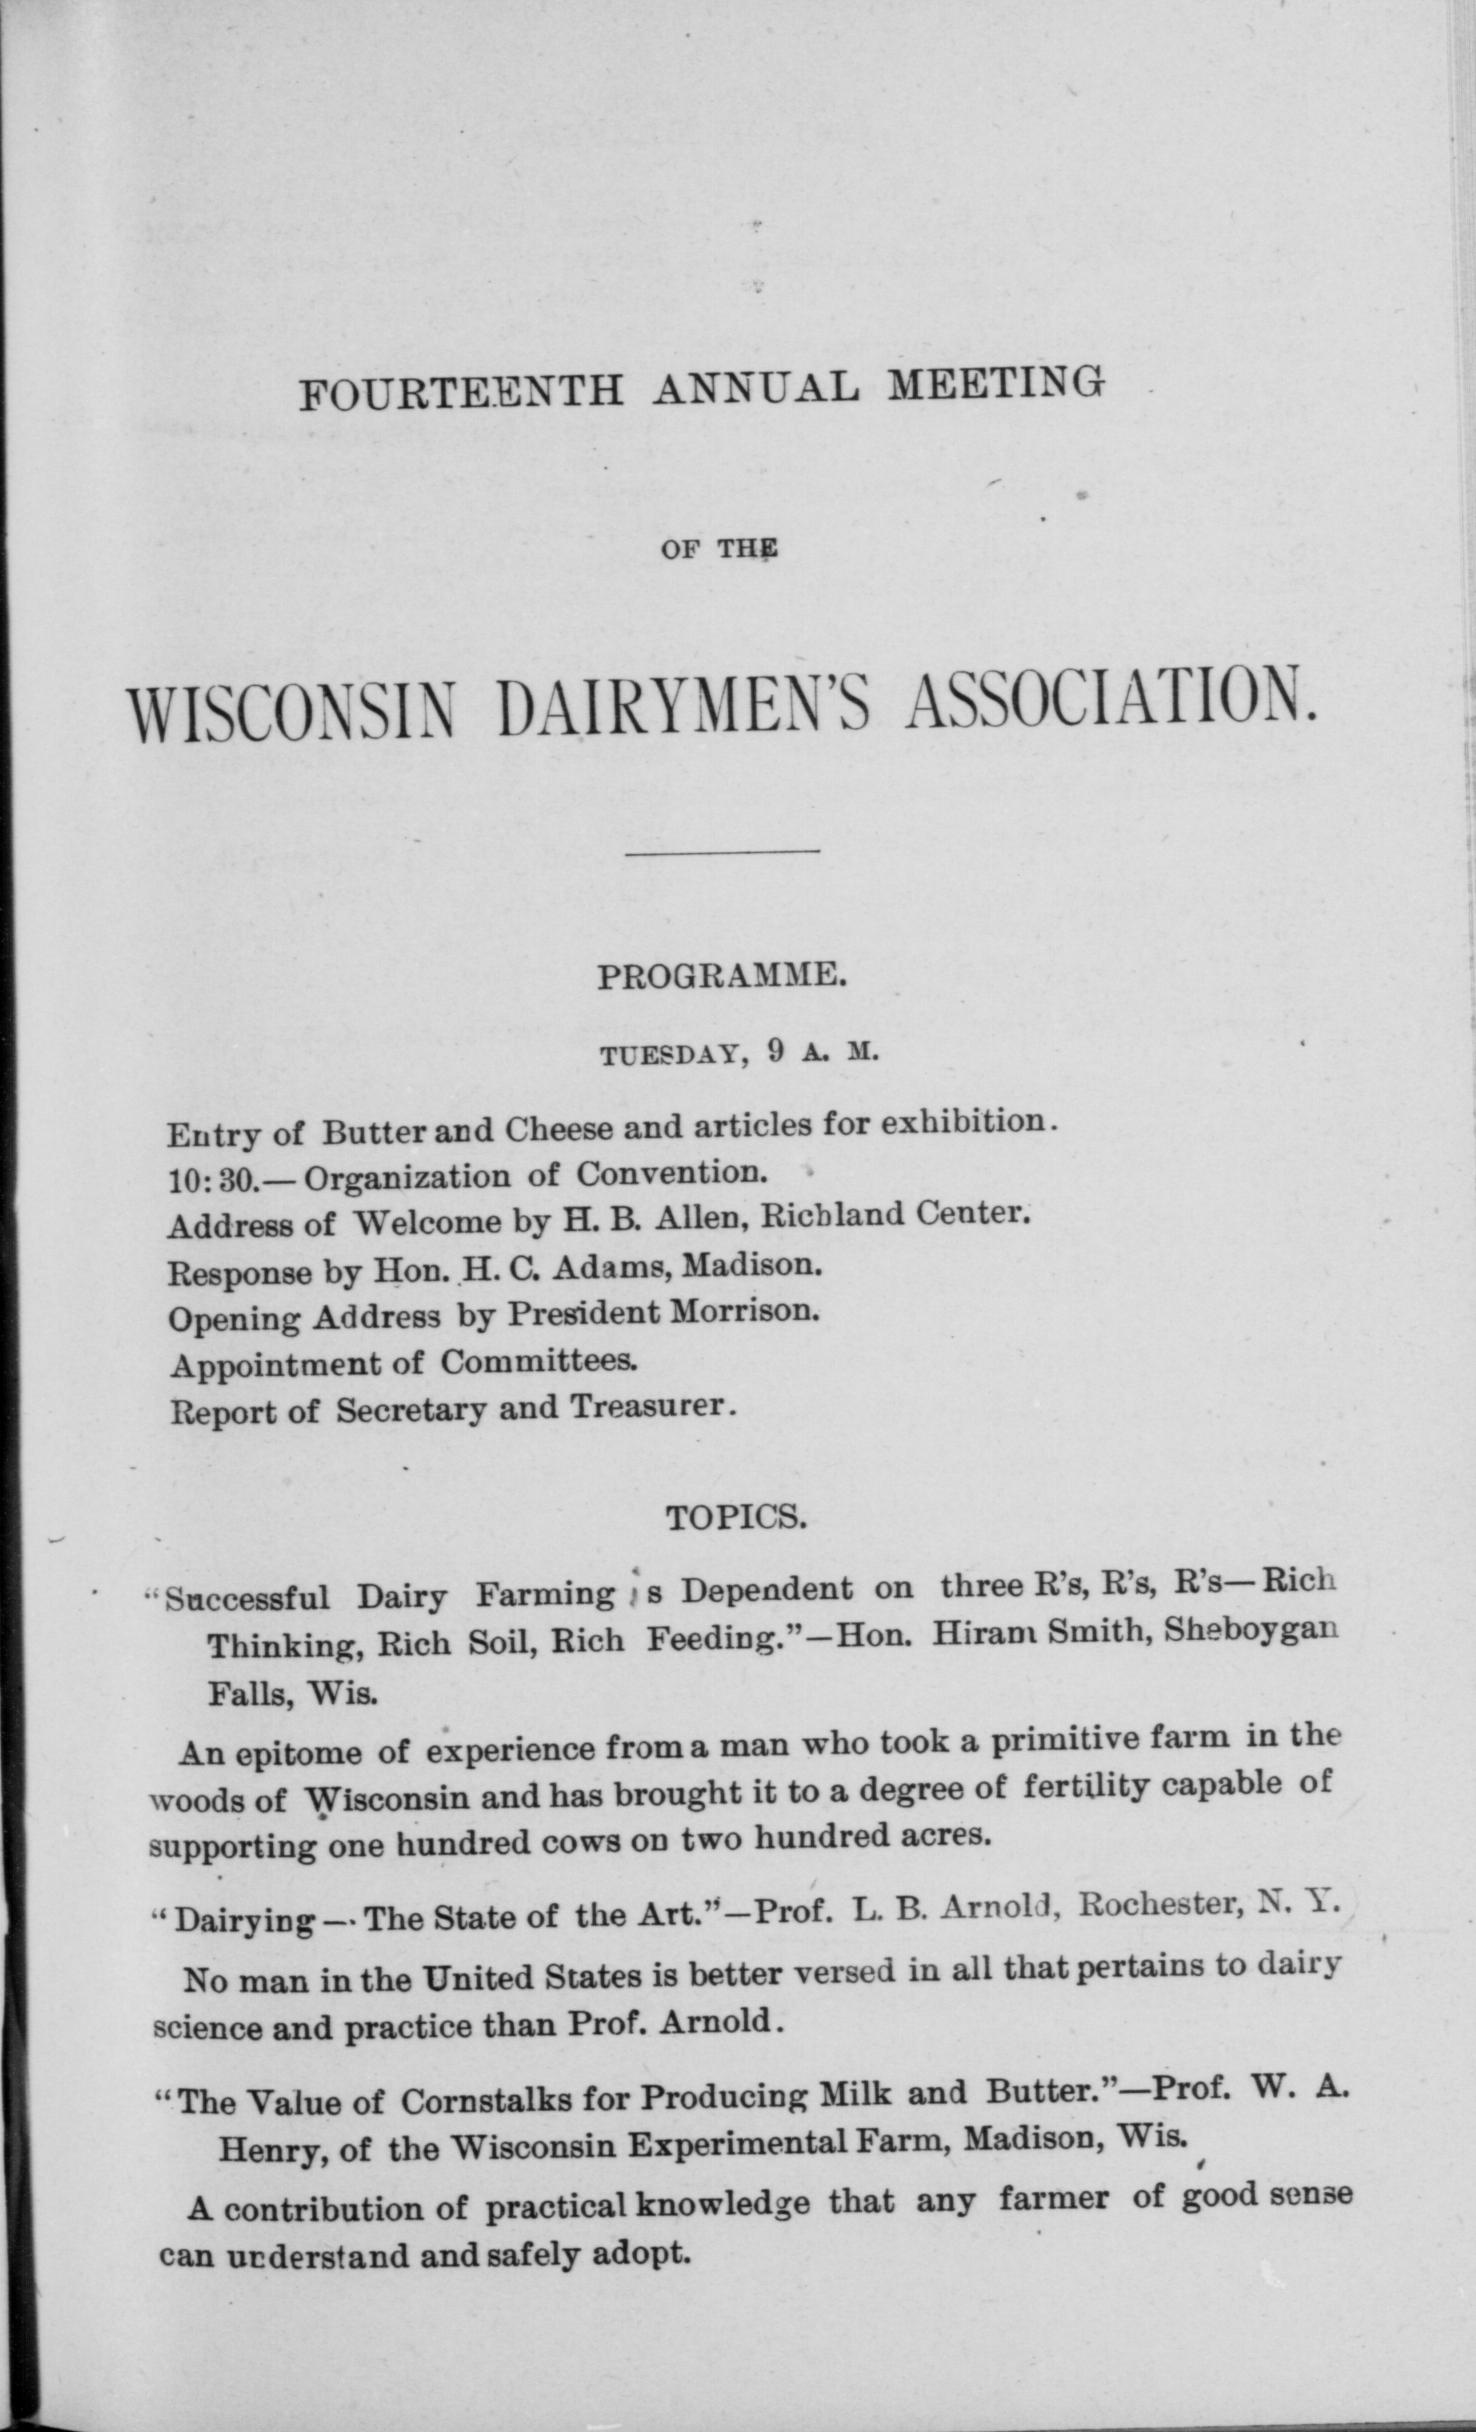 FOURTEENTH ANNUAL MEETING
OF THE
WISCONSIN DAIRYMEN'S ASSOCIATION.
PROGRAMME.
TUESDAY, 9 A. M.
Entry of Butter and Cheese and articles for exhibition.
10:30.— Organization of Convention.
Address of Welcome by H. B. Allen, Richland Center.
Response by Hon. H. C. Adams, Madison.
Opening Address by President Morrison.
Appointment of Committees.
Report of Secretary and Treasurer.
TOPICS.
“Successful Dairy Farming is Dependent on three R’s, R’s, R’s—Rich
Thinking, Rich Soil, Rich Feeding.”—Hon. Hiram Smith, Sheboygan
Falls, Wis.
An epitome of experience from a man who took a primitive farm in the
woods of Wisconsin and has brought it to a degree of fertility capable of
supporting one hundred cows on two hundred acres.
“Dairying—The State of the Art.”—Prof. L. B. Arnold, Rochester, N. Y.
No man in the United States is better versed in all that pertains to dairy
science and practice than Prof. Arnold.
“The Value of Cornstalks for Producing Milk and Butter.”—Prof. W. A.
Henry, of the Wisconsin Experimental Farm, Madison, Wis.
A contribution of practical knowledge that any farmer of good sense
can understand and safely adopt.